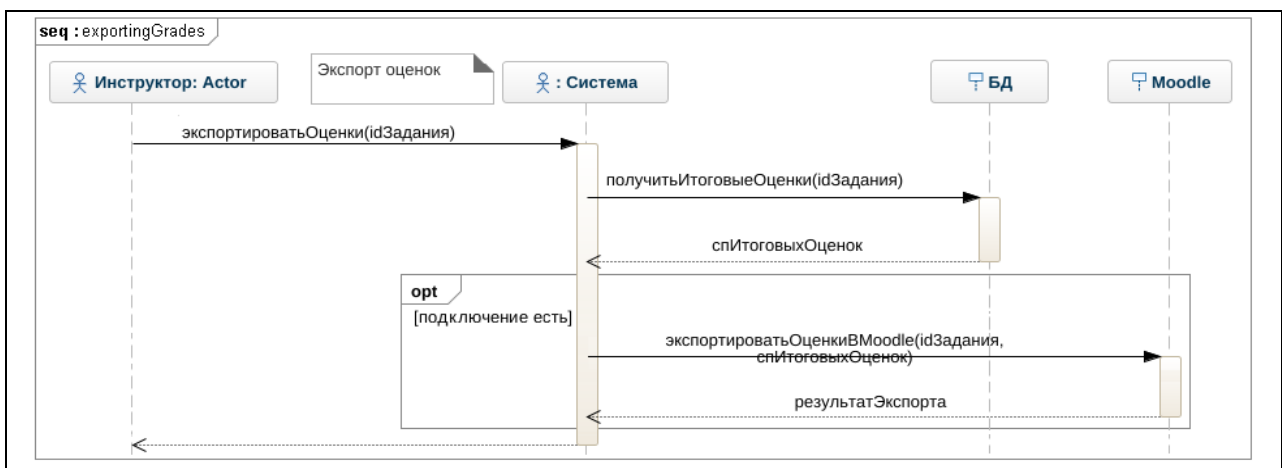 seq : exportingGrades
Экспорт оценок
Инструктор: Actor
: Система
БД
Moodle
экспортироватьОценки(idЗадания)
получитьИтоговыеОценки(idЗадания)
спИтоговыхОценок
opt
[подключение есть]
экспортироватьОценкиВMoodle(idЗадания,
спИтоговыхОценок)
результатЭкспорта